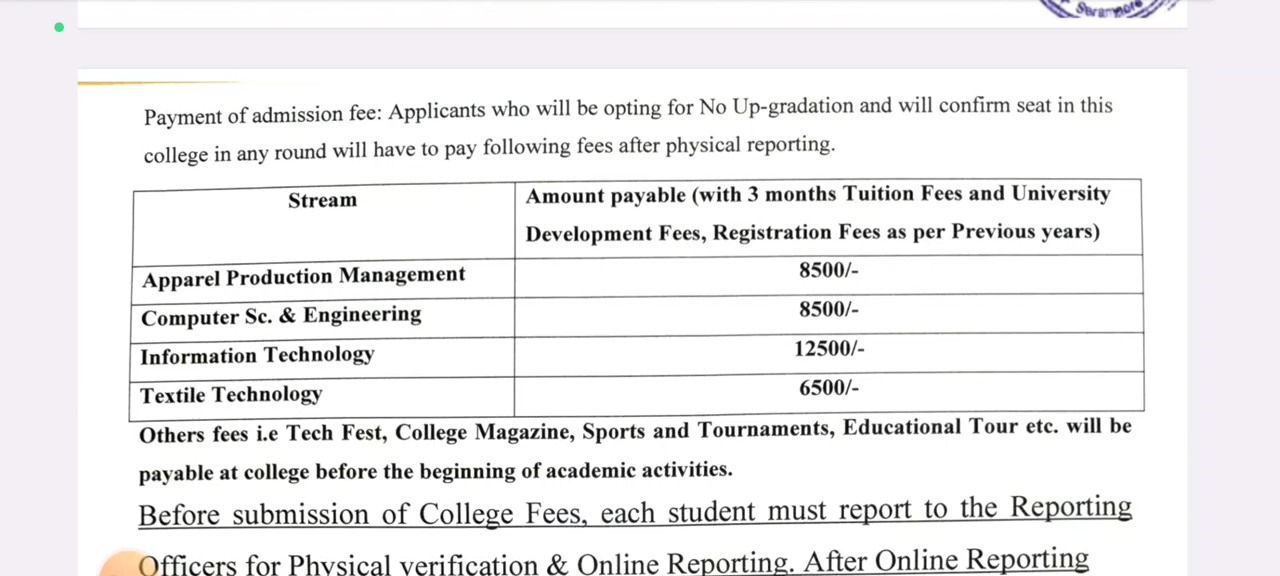 Serampore
Payment of admission fee: Applicants who will be opting for No Up-gradation and will confirm seat in this
college in any round will have to pay following fees after physical reporting.
Stream
Amount payable (with 3 months Tuition Fees and University
Development Fees, Registration Fees as per Previous years)
Apparel Production Management 8500/-
Computer Sc. & Engineering 8500/-
Information Technology 12500/-
Textile Technology 6500/-
Others fees i.e Tech Fest, College Magazine, Sports and Tournaments, Educational Tour etc. will be
payable at college before the beginning of academic activities.
Before submission of College Fees, each student must report to the Reporting
Officers for Physical verification & Online Reporting. After Online Reporting